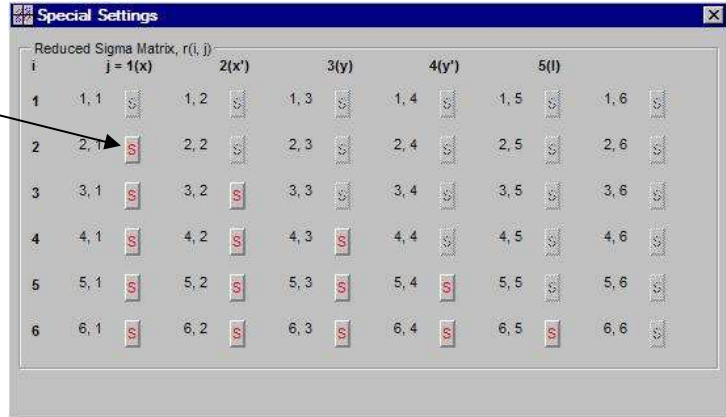 Special Settings
Reduced Sigma Matrix, r(i, j)
i j = 1(x) 2(x') 3(y) 4(y') 5(l)
1 1, 1 S 1, 2 S 1, 3 S 1, 4 S 1, 5 S 1, 6 S
2 2, 1 S 2, 2 S 2, 3 S 2, 4 S 2, 5 S 2, 6 S
3 3, 1 S 3, 2 S 3, 3 S 3, 4 S 3, 5 S 3, 6 S
4 4, 1 S 4, 2 S 4, 3 S 4, 4 S 4, 5 S 4, 6 S
5 5, 1 S 5, 2 S 5, 3 S 5, 4 S 5, 5 S 5, 6 S
6 6, 1 S 6, 2 S 6, 3 S 6, 4 S 6, 5 S 6, 6 S